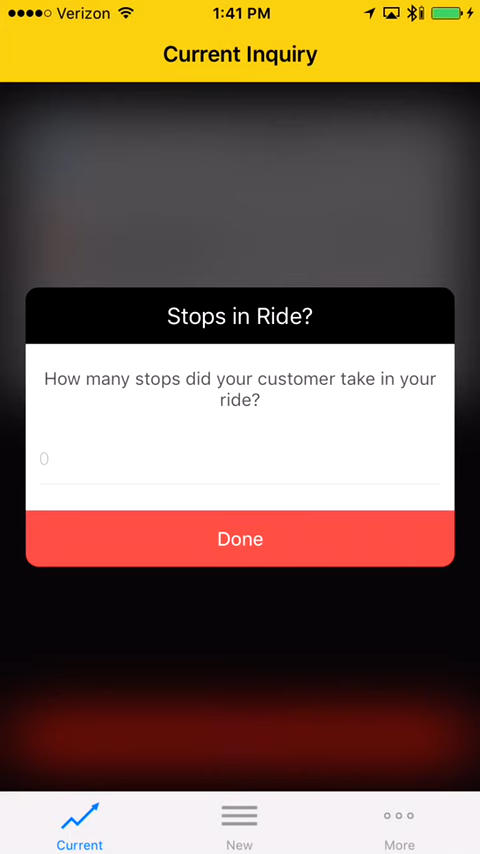 Verizon 1:41 PM
Current Inquiry
Stops in Ride?
How many stops did your customer take in your
ride?
0
Done
Current New More